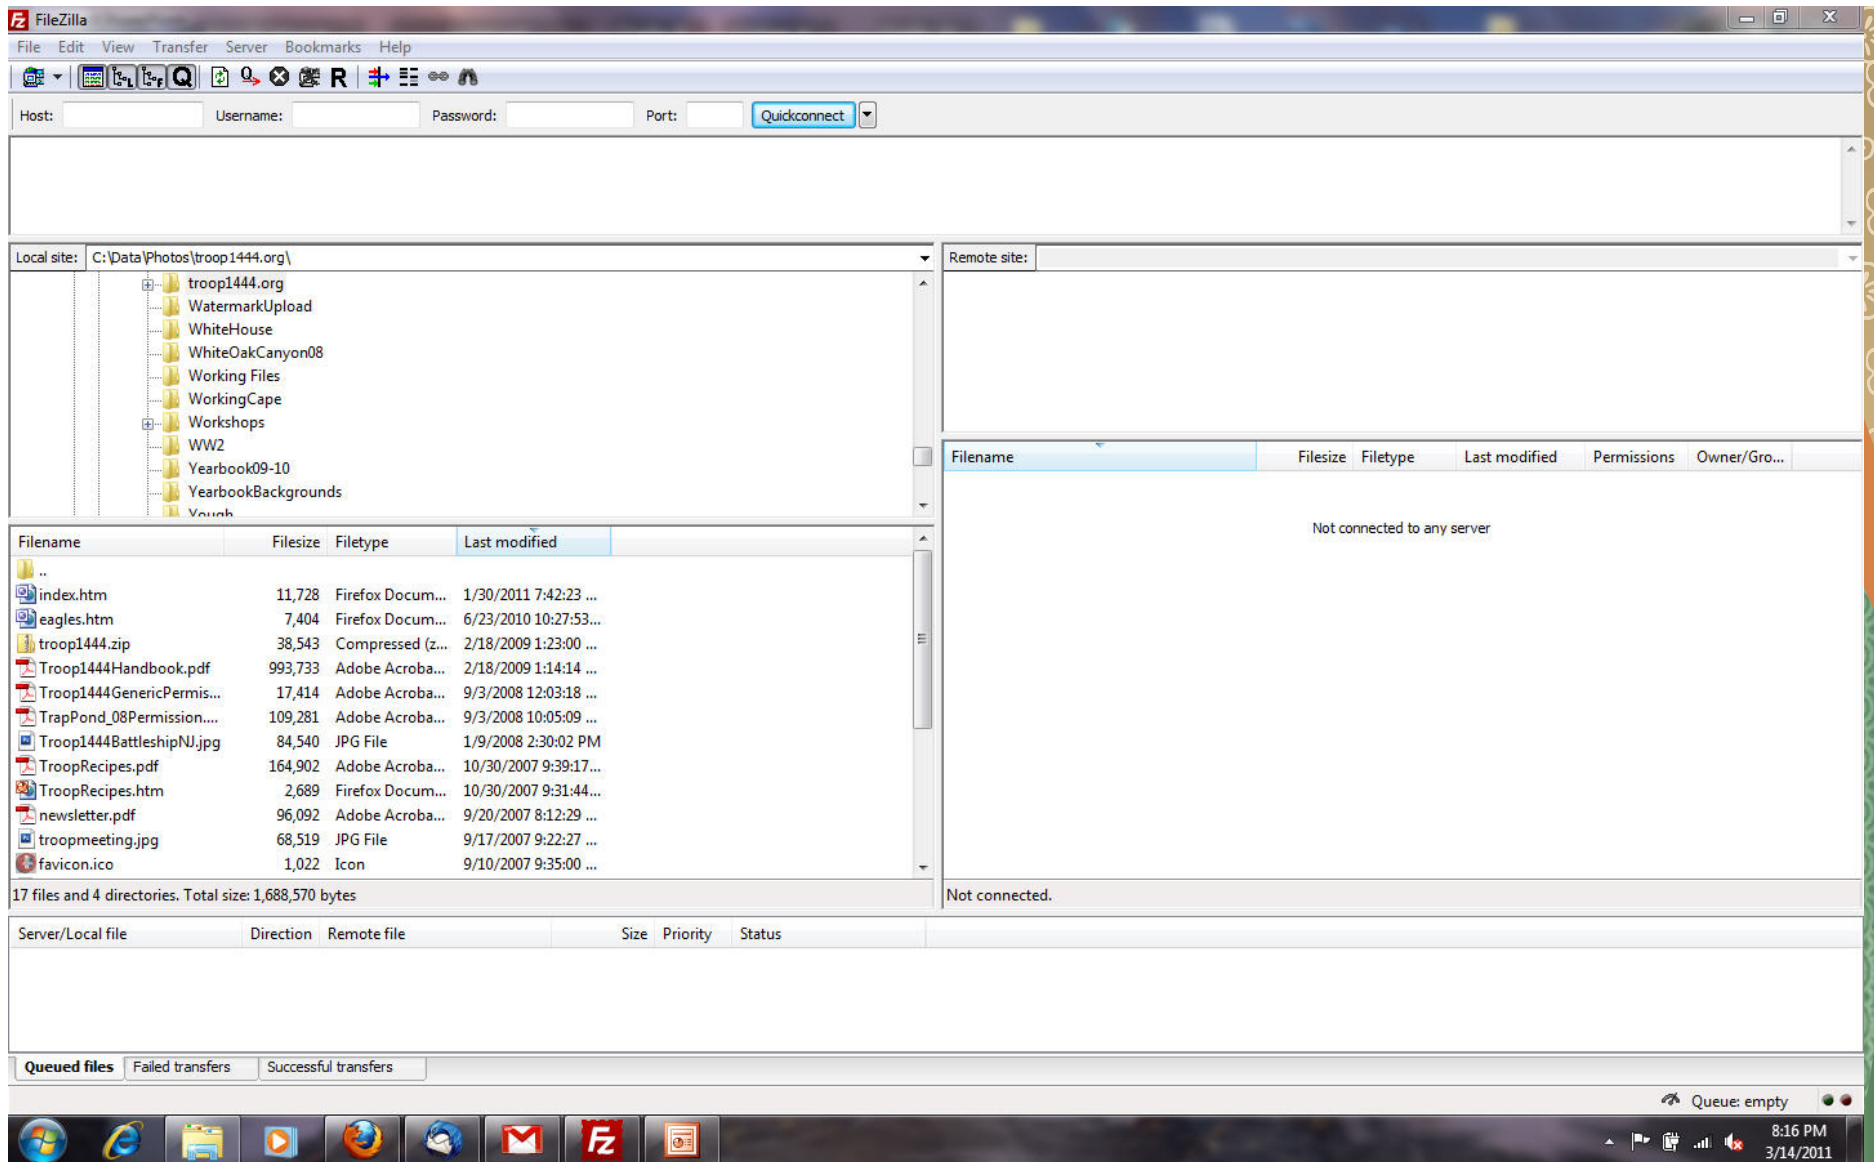 FileZilla
File Edit View Transfer Server Bookmarks Help
Host: Username: Password: Port: Quickconnect
Local site: C:\Data\Photos\troop1444.org\
troop1444.org
WatermarkUpload
WhiteHouse
WhiteOakCanyon08
Working Files
WorkingCape
Workshops
WW2
Yearbook09-10
YearbookBackgrounds
Yough
Filename Filesize Filetype Last modified
..
index.htm 11,728 Firefox Docum... 1/30/2011 7:42:23 ...
eagles.htm 7,404 Firefox Docum... 6/23/2010 10:27:53...
troop1444.zip 38,543 Compressed (z... 2/18/2009 1:23:00 ...
Troop1444Handbook.pdf 993,733 Adobe Acroba... 2/18/2009 1:14:14 ...
Troop1444GenericPermis... 17,414 Adobe Acroba... 9/3/2008 12:03:18 ...
TrapPond_08Permission.... 109,281 Adobe Acroba... 9/3/2008 10:05:09 ...
Troop1444BattleshipNJ.jpg 84,540 JPG File 1/9/2008 2:30:02 PM
TroopRecipes.pdf 164,902 Adobe Acroba... 10/30/2007 9:39:17...
TroopRecipes.htm 2,689 Firefox Docum... 10/30/2007 9:31:44...
newsletter.pdf 96,092 Adobe Acroba... 9/20/2007 8:12:29 ...
troopmeeting.jpg 68,519 JPG File 9/17/2007 9:22:27 ...
favicon.ico 1,022 Icon 9/10/2007 9:35:00 ...
17 files and 4 directories. Total size: 1,688,570 bytes
Remote site:
Filename Filesize Filetype Last modified Permissions Owner/Gro...
Not connected to any server
Not connected.
Server/Local file Direction Remote file Size Priority Status
Queued files Failed transfers Successful transfers
Queue: empty
8:16 PM
3/14/2011